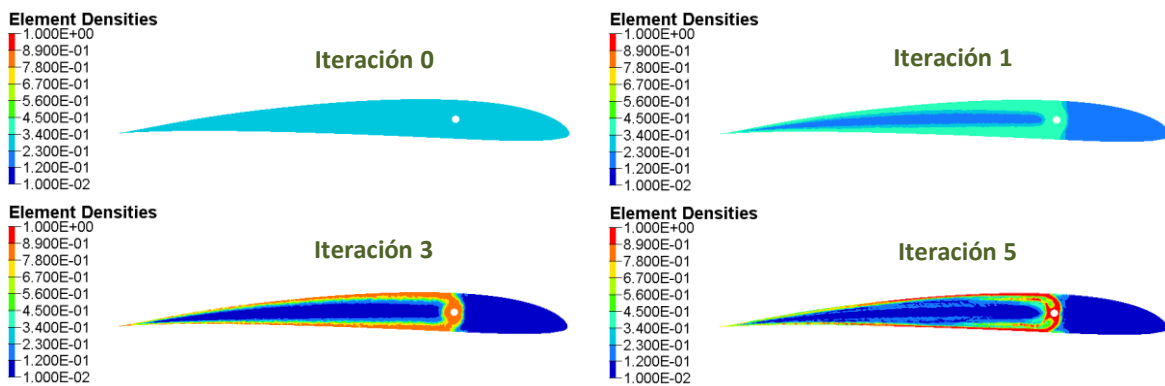 Element Densities
1.000E+00
8.900E-01
7.800E-01
6.700E-01
5.600E-01
4.500E-01
3.400E-01
2.300E-01
1.200E-01
1.000E-02
Iteración 0
Element Densities
1.000E+00
8.900E-01
7.800E-01
6.700E-01
5.600E-01
4.500E-01
3.400E-01
2.300E-01
1.200E-01
1.000E-02
Iteración 1
Element Densities
1.000E+00
8.900E-01
7.800E-01
6.700E-01
5.600E-01
4.500E-01
3.400E-01
2.300E-01
1.200E-01
1.000E-02
Iteración 3
Element Densities
1.000E+00
8.900E-01
7.800E-01
6.700E-01
5.600E-01
4.500E-01
3.400E-01
2.300E-01
1.200E-01
1.000E-02
Iteración 5